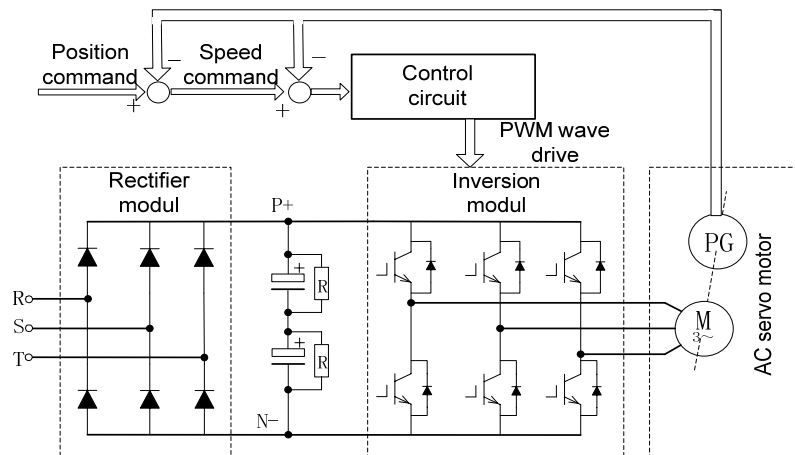 Position
command
Speed
command
−
−
+
+
Control
circuit
PWM wave
drive
Rectifier
modul
P+
Inversion
modul
PG
+
R
R
S
M
3~
+
R
T
AC servo motor
N-